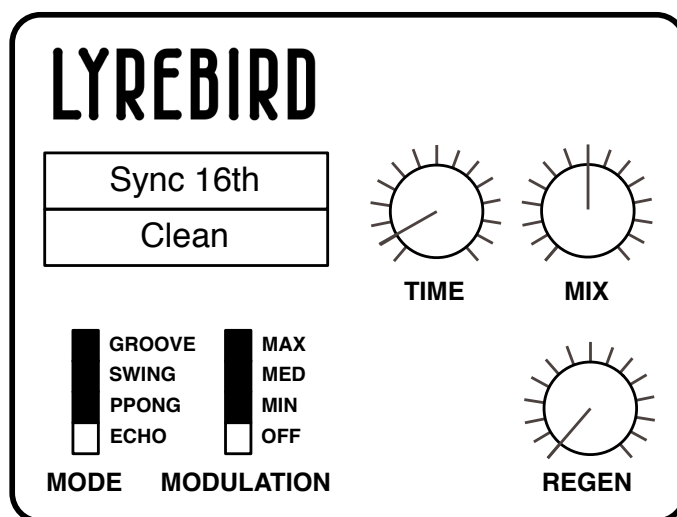 LYREBIRD
Sync 16th
Clean
TIME
MIX
GROOVE
SWING
PPONG
ECHO
MODE
MAX
MED
MIN
OFF
MODULATION
REGEN